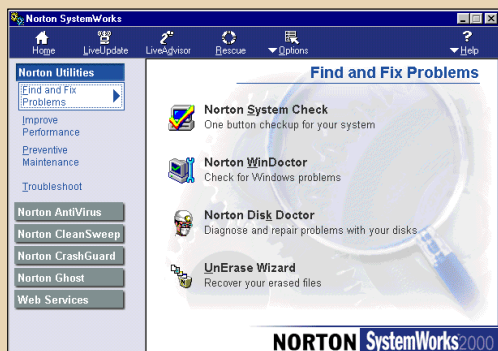 Norton SystemWorks
Home LiveUpdate LiveAdvisor Rescue Options Help
Norton Utilities
Find and Fix
Problems
Improve
Performance
Preventive
Maintenance
Troubleshoot
Norton AntiVirus
Norton CleanSweep
Norton CrashGuard
Norton Ghost
Web Services
Find and Fix Problems
Norton System Check
One button checkup for your system
Norton WinDoctor
Check for Windows problems
Norton Disk Doctor
Diagnose and repair problems with your disks
UnErase Wizard
Recover your erased files
NORTON SystemWorks 2000